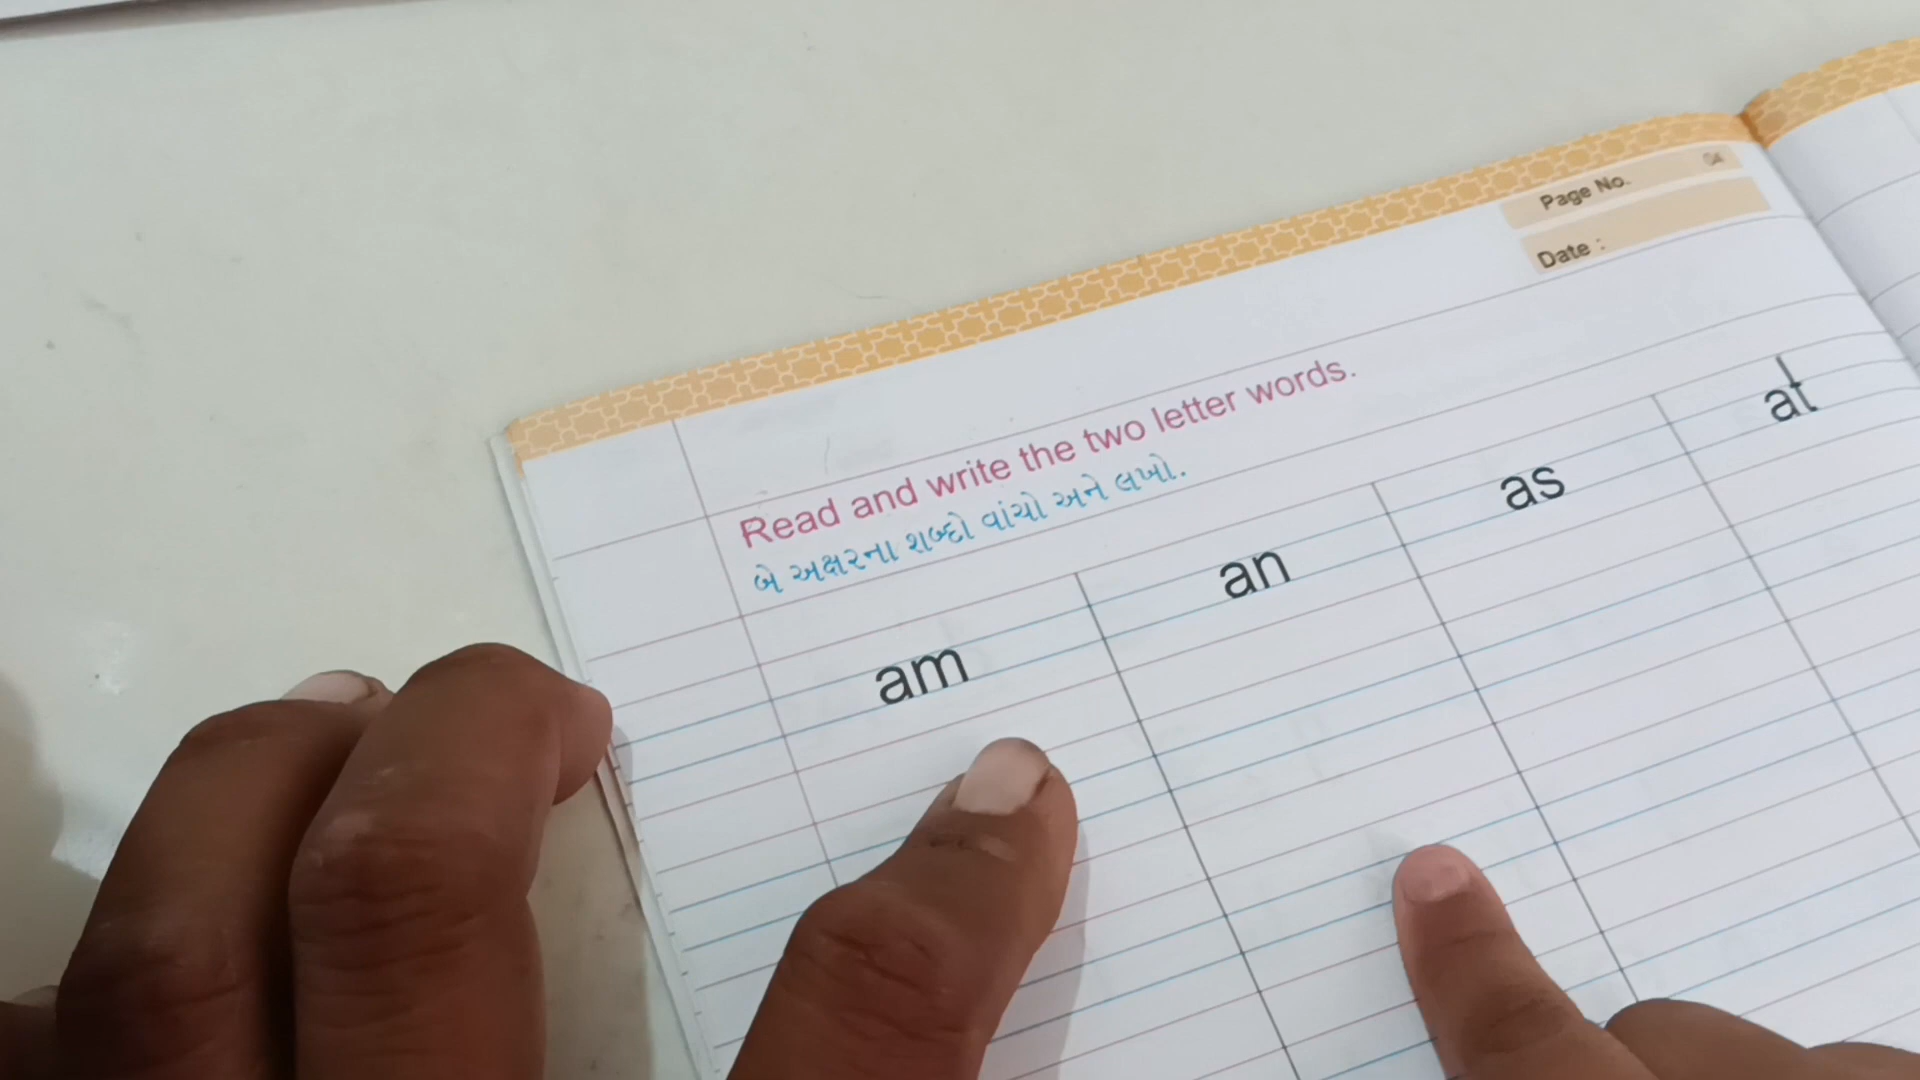 Page No.
Date :
Read and write the two letter words.
બે અક્ષરના શબ્દો વાંચો અને લખો.
am an as at